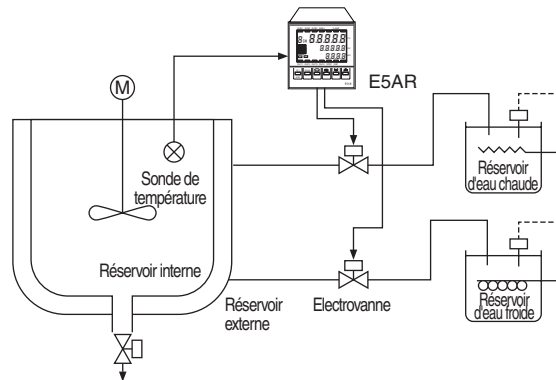 E5AR
M
Sonde de
température
Réservoir
d'eau chaude
Réservoir interne
Réservoir
externe
Electrovanne
Réservoir
d'eau froide